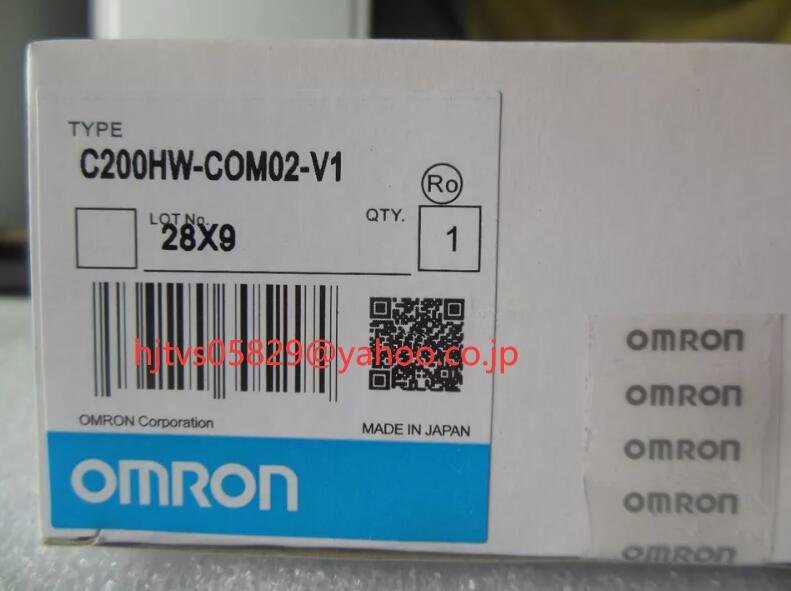 TYPE
C200HW-COM02-V1
Ro
LOT No.
28X9
QTY.
1
hjtvs05829@yahoo.co.jp
OMRON Corporation
MADE IN JAPAN
OMRON
OMRON
OMRON
OMRON
OMRON
OMRON